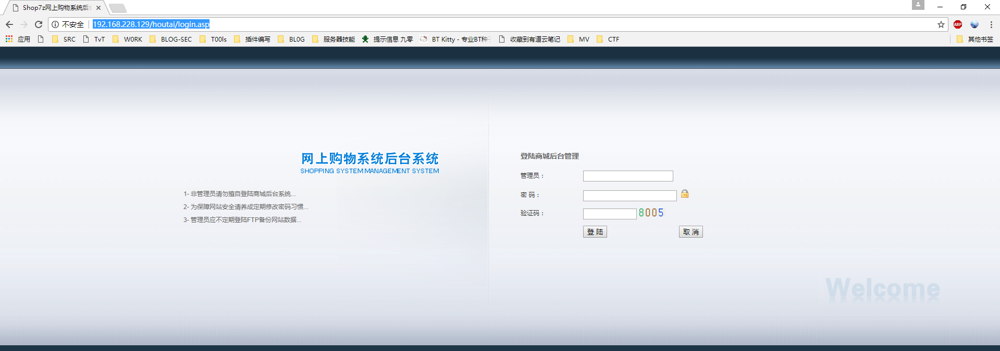 Shop7z网上购物系统后
不安全 192.168.228.129/houtai/login.asp
ABP
应用 SRC TvT W0RK BLOG-SEC T00ls 插件编写 BL0G 服务器技能 提示信息 九零 BT Kitty - 专业BT种 收藏到有道云笔记 MV CTF 其他书签
网上购物系统后台系统
SHOPPING SYSTEM MANAGEMENT SYSTEM
1- 非管理员请勿擅自登陆商城后台系统...
2- 为保障网站安全请养成定期修改密码习惯...
3- 管理员应不定期登陆FTP备份网站数据...
登陆商城后台管理
管理员：
密 码：
验证码： 8005
登 陆 取 消
Welcome